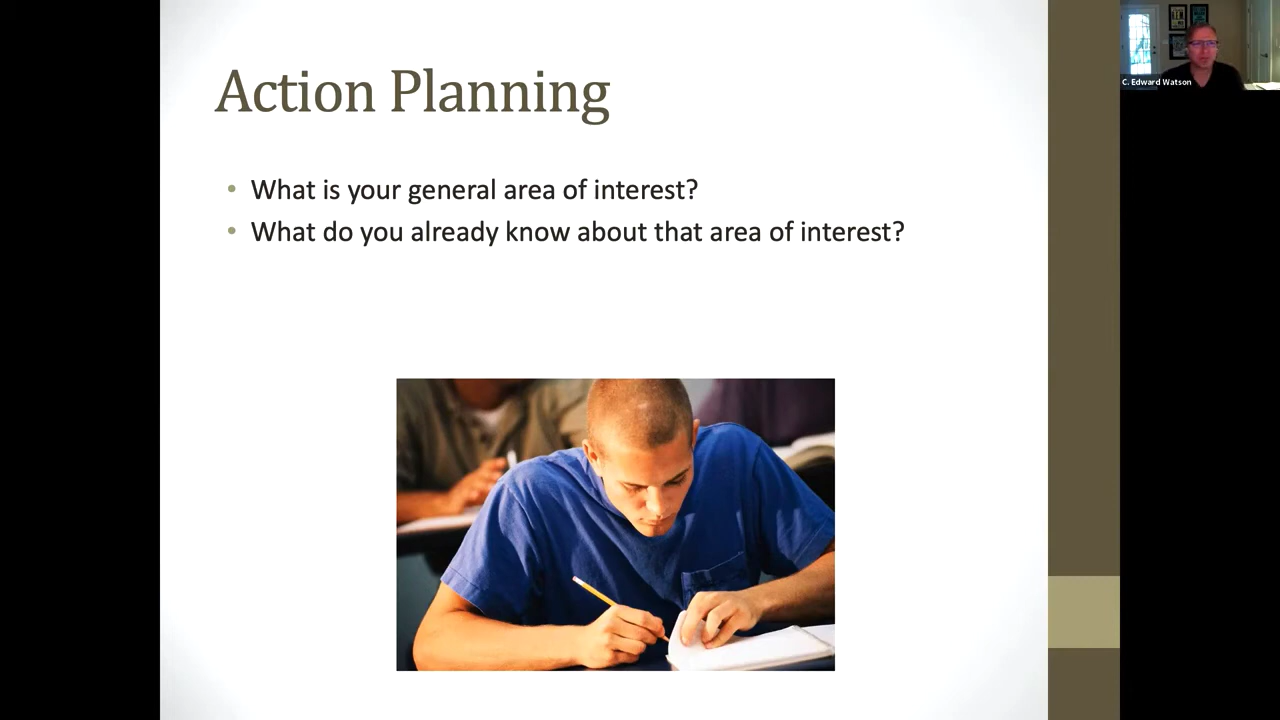 Action Planning
• What is your general area of interest?
• What do you already know about that area of interest?
C. Edward Watson